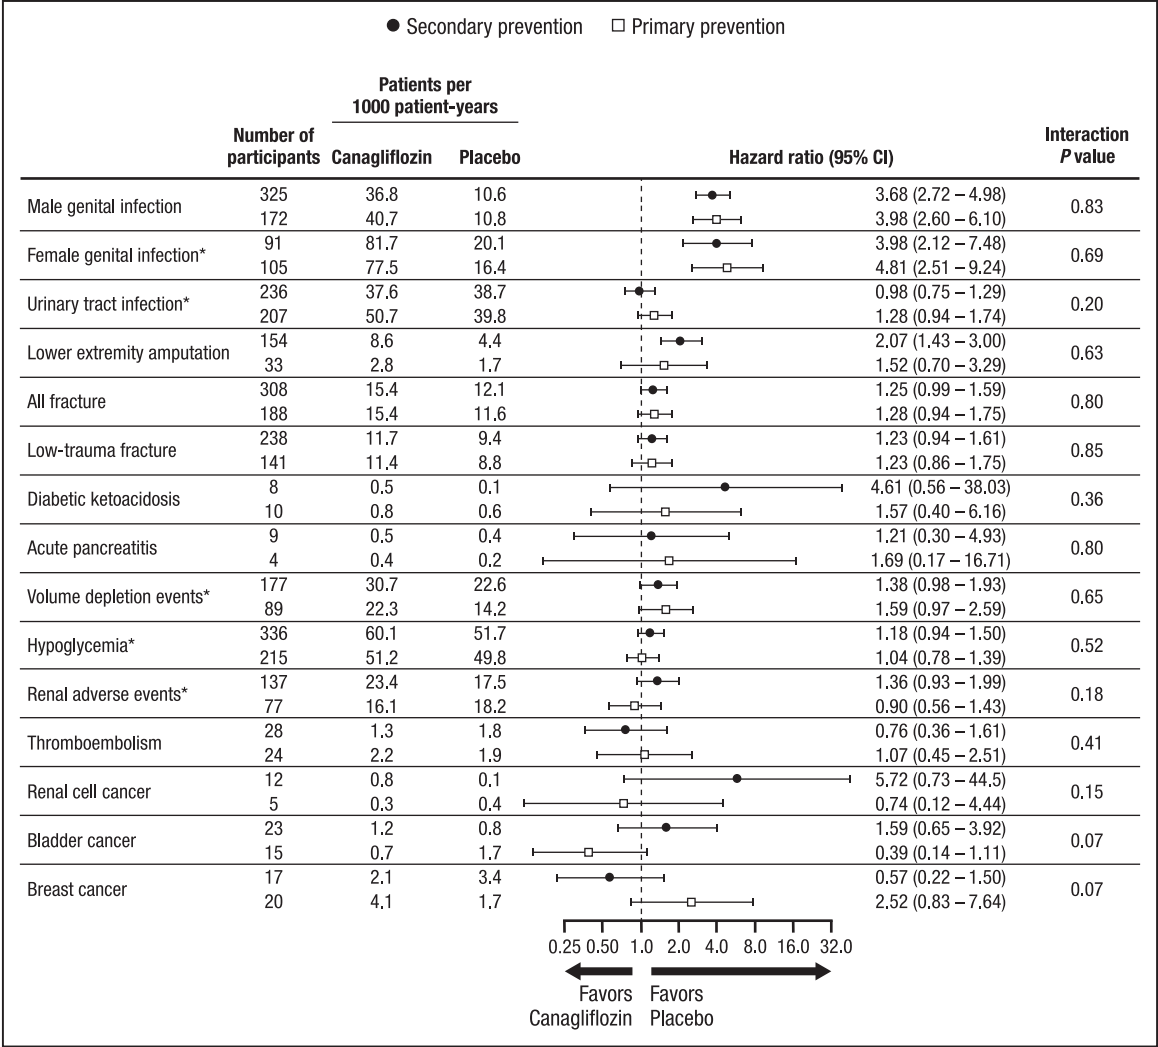 Secondary prevention Primary prevention
Patients per
1000 patient-years
Number of
participants Canagliflozin Placebo Hazard ratio (95% CI) Interaction
P value
Male genital infection
325 36.8 10.6 3.68 (2.72 – 4.98)
172 40.7 10.8 3.98 (2.60 – 6.10)
0.83
Female genital infection*
91 81.7 20.1 3.98 (2.12 – 7.48)
105 77.5 16.4 4.81 (2.51 – 9.24)
0.69
Urinary tract infection*
236 37.6 38.7 0.98 (0.75 – 1.29)
207 50.7 39.8 1.28 (0.94 – 1.74)
0.20
Lower extremity amputation
154 8.6 4.4 2.07 (1.43 – 3.00)
33 2.8 1.7 1.52 (0.70 – 3.29)
0.63
All fracture
308 15.4 12.1 1.25 (0.99 – 1.59)
188 15.4 11.6 1.28 (0.94 – 1.75)
0.80
Low-trauma fracture
238 11.7 9.4 1.23 (0.94 – 1.61)
141 11.4 8.8 1.23 (0.86 – 1.75)
0.85
Diabetic ketoacidosis
8 0.5 0.1 4.61 (0.56 – 38.03)
10 0.8 0.6 1.57 (0.40 – 6.16)
0.36
Acute pancreatitis
9 0.5 0.4 1.21 (0.30 – 4.93)
4 0.4 0.2 1.69 (0.17 – 16.71)
0.80
Volume depletion events*
177 30.7 22.6 1.38 (0.98 – 1.93)
89 22.3 14.2 1.59 (0.97 – 2.59)
0.65
Hypoglycemia*
336 60.1 51.7 1.18 (0.94 – 1.50)
215 51.2 49.8 1.04 (0.78 – 1.39)
0.52
Renal adverse events*
137 23.4 17.5 1.36 (0.93 – 1.99)
77 16.1 18.2 0.90 (0.56 – 1.43)
0.18
Thromboembolism
28 1.3 1.8 0.76 (0.36 – 1.61)
24 2.2 1.9 1.07 (0.45 – 2.51)
0.41
Renal cell cancer
12 0.8 0.1 5.72 (0.73 – 44.5)
5 0.3 0.4 0.74 (0.12 – 4.44)
0.15
Bladder cancer
23 1.2 0.8 1.59 (0.65 – 3.92)
15 0.7 1.7 0.39 (0.14 – 1.11)
0.07
Breast cancer
17 2.1 3.4 0.57 (0.22 – 1.50)
20 4.1 1.7 2.52 (0.83 – 7.64)
0.07
0.25 0.50 1.0 2.0 4.0 8.0 16.0 32.0
Favors Favors
Canagliflozin Placebo